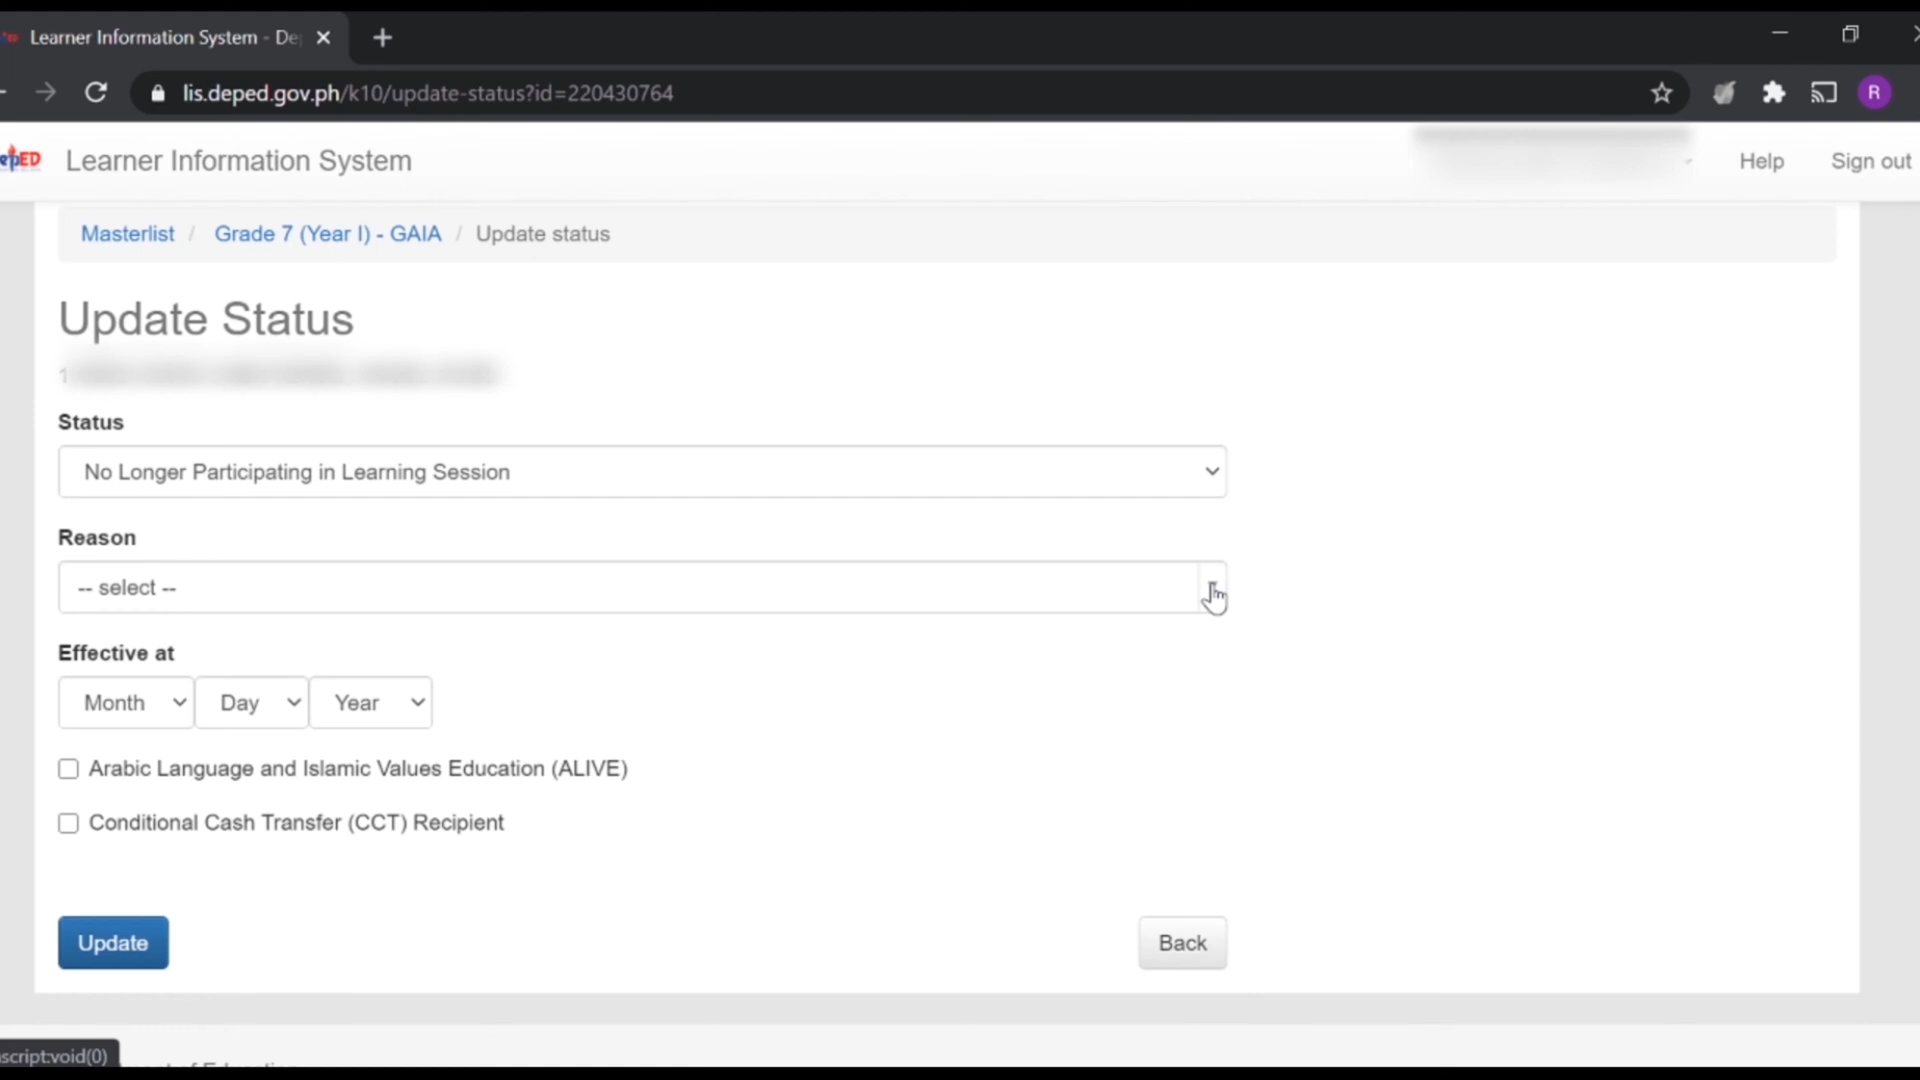 Learner Information System - De
lis.deped.gov.ph/k10/update-status?id=220430764
R
epED
Learner Information System
Help
Sign out
Masterlist / Grade 7 (Year I) - GAIA / Update status
Update Status
1
Status
No Longer Participating in Learning Session
Reason
-- select --
Effective at
Month
Day
Year
Arabic Language and Islamic Values Education (ALIVE)
Conditional Cash Transfer (CCT) Recipient
Update
Back
script:void(0)